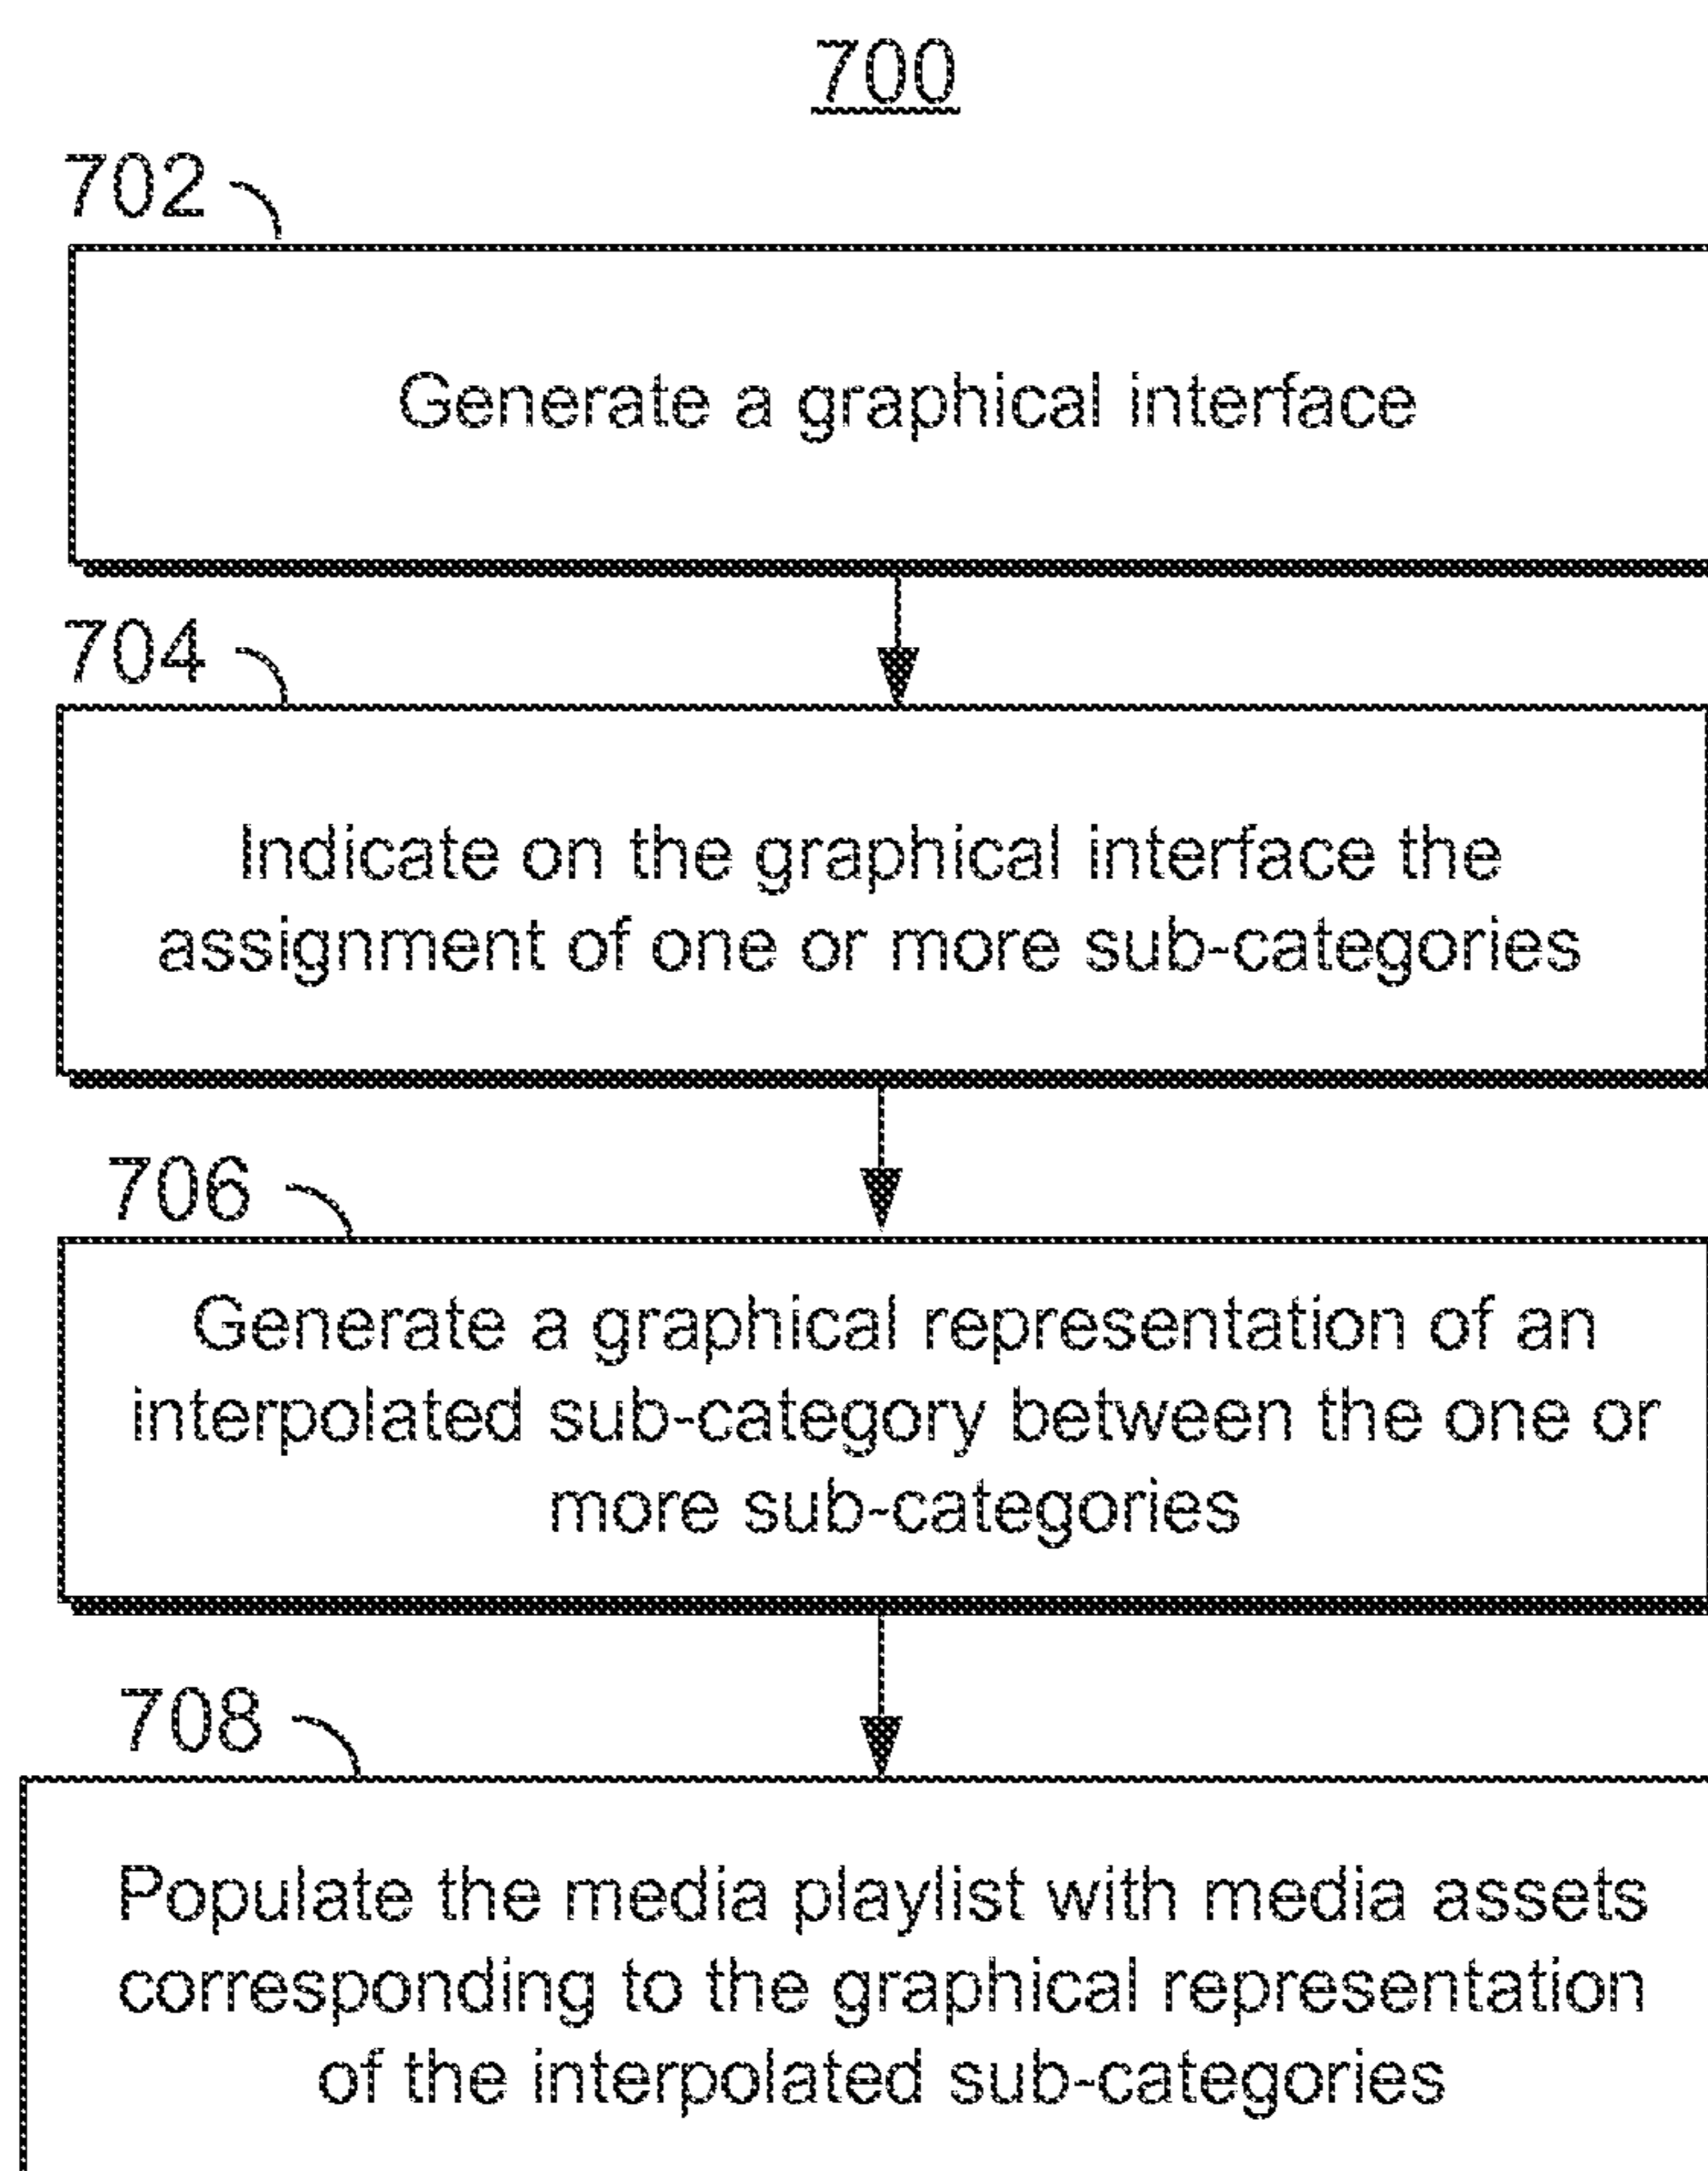 700
702
Generate a graphical interface
704
Indicate on the graphical interface the
assignment of one or more sub-categories
706
Generate a graphical representation of an
interpolated sub-category between the one or
more sub-categories
708
Populate the media playlist with media assets
corresponding to the graphical representation
of the interpolated sub-categories